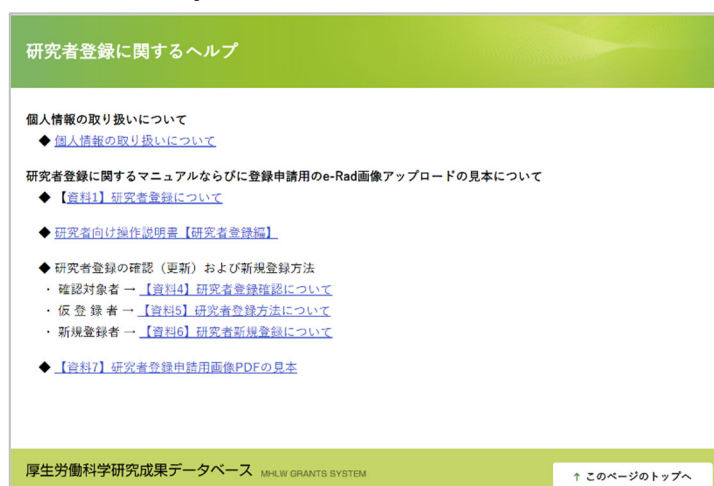 研究者登録に関するヘルプ
個人情報の取り扱いについて
◆ 個人情報の取り扱いについて
研究者登録に関するマニュアルならびに登録申請用のe-Rad画像アップロードの見本について
◆ 【資料1】研究者登録について
◆ 研究者向け操作説明書【研究者登録編】
◆ 研究者登録の確認（更新）および新規登録方法
・ 確認対象者 → 【資料4】研究者登録確認について
・ 仮 登 録 者 → 【資料5】研究者登録方法について
・ 新規登録者 → 【資料6】研究者新規登録について
◆ 【資料7】研究者登録申請用画像PDFの見本
厚生労働科学研究成果データベース MHLW GRANTS SYSTEM
↑ このページのトップへ